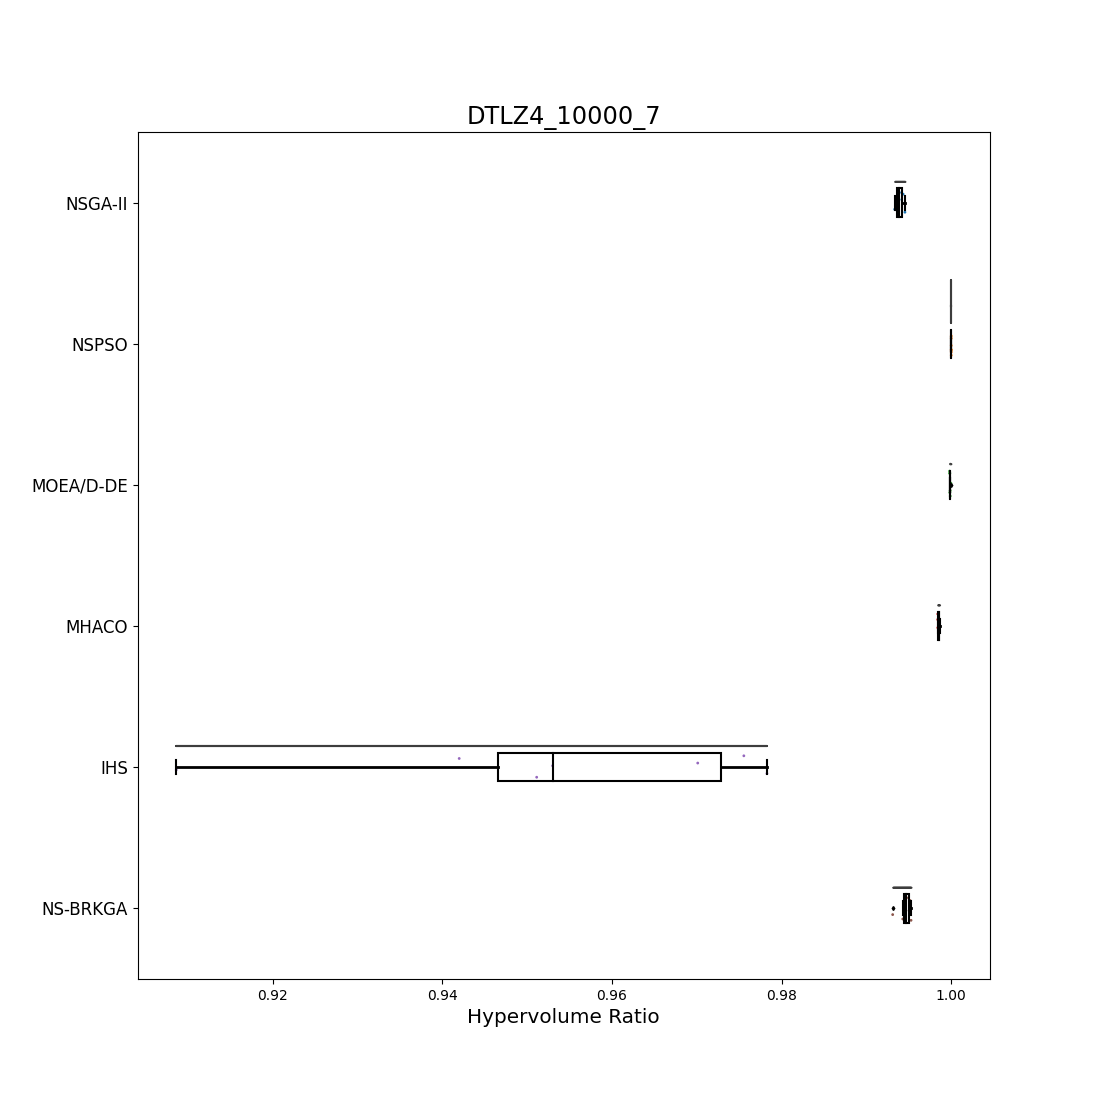 DTLZ4_10000_7
NSGA-II
NSPSO
MOEA/D-DE
MHACO
IHS
NS-BRKGA
0.92 0.94 0.96 0.98 1.00
Hypervolume Ratio